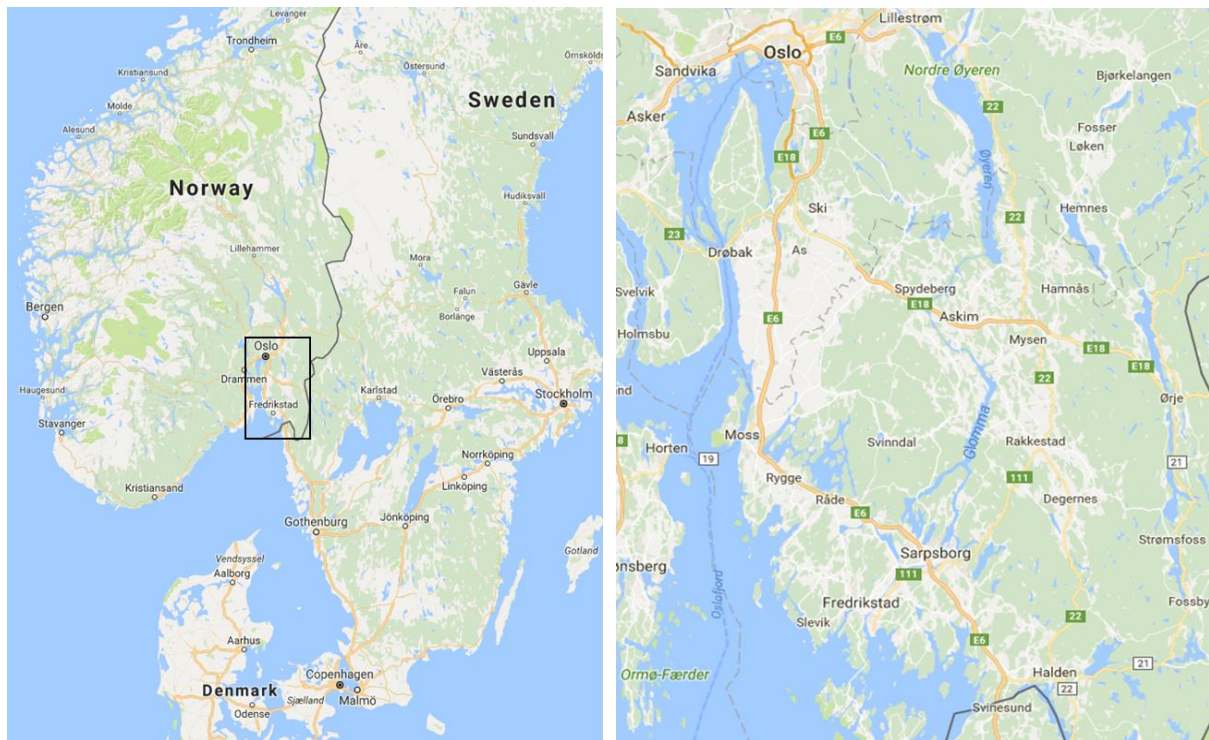 Levanger
Trondheim
Åre
Örnsköld
Kristiansund
Östersund
Molde
Sweden
Alesund
Sundsvall
Norway
Hudiksvall
Lillehammer
Mora
Bergen
Falun
Gävle
Borlänge
Oslo
Uppsala
Drammen
Västerås
Haugesund
Karlstad
Örebro
Stockholm
Fredrikstad
Stavanger
Norrköping
Kristiansand
Linköping
Gothenburg
Jönköping
Gotland
Vendsyssel
Aalborg
Aarhus
Copenhagen
Denmark
Sjælland
Malmö
Odense
Lillestrøm
E6
Oslo
Sandvika
Nordre Øyeren
Bjørkelangen
22
Asker
Fosser
E6
Løken
E18
Øyeren
Ski
22
Hemnes
23
Drøbak
As
Svelvik
Spydeberg
Hamnås
E18
Askim
E6
Holmsbu
Mysen
E18
E18
22
nd
Ørje
Moss
Svinndal
Glomma
Rakkestad
8
Horten
19
21
Rygge
111
Råde
Degernes
E6
Strømsfoss
Sarpsborg
ønsberg
111
Oslofjord
Fredrikstad
Fossby
Slevik
22
E6
Ormø-Færder
Halden
21
22
Svinesund